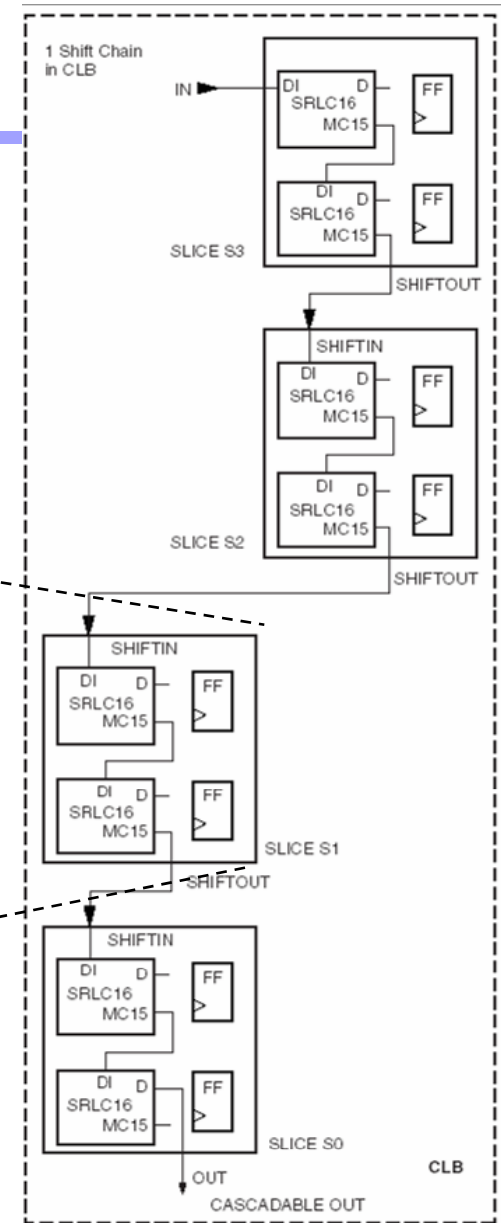 1 Shift Chain
in CLB
IN
DI D FF
SRLC16
MC15
DI D FF
SRLC16
MC15
SLICE S3
SHIFTOUT
SHIFTIN
DI D FF
SRLC16
MC15
DI D FF
SRLC16
MC15
SLICE S2
SHIFTOUT
SHIFTIN
DI D FF
SRLC16
MC15
DI D FF
SRLC16
MC15
SLICE S1
SHIFTOUT
SHIFTIN
DI D FF
SRLC16
MC15
DI D FF
SRLC16
MC15
SLICE S0
OUT
CLB
CASCADABLE OUT